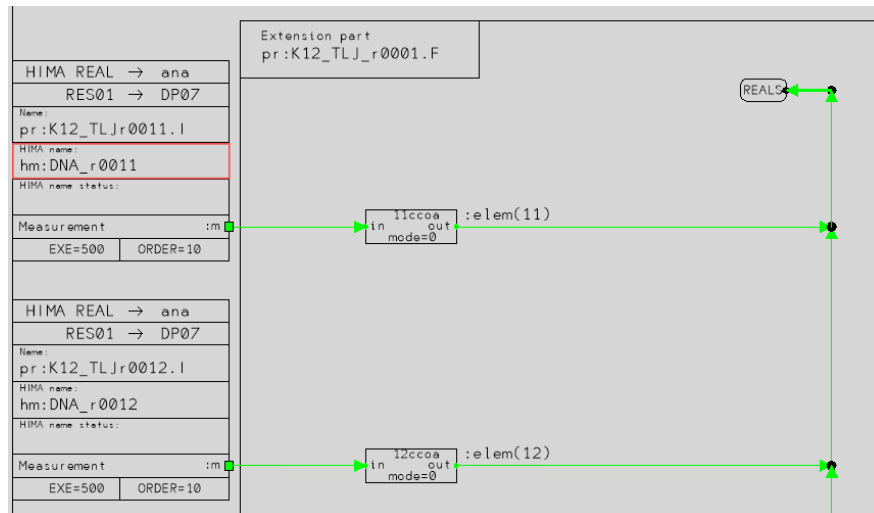 Extension part
pr:K12_TLJ_r0001.F
HIMA REAL → ana
RES01 → DP07
Name:
pr:K12_TLJr0011.I
HIMA name:
hm:DNA_r0011
HIMA name status:
Measurement :m
EXE=500 ORDER=10
REALS
11ccoa :elem(11)
in out
mode=0
HIMA REAL → ana
RES01 → DP07
Name:
pr:K12_TLJr0012.I
HIMA name:
hm:DNA_r0012
HIMA name status:
Measurement :m
EXE=500 ORDER=10
12ccoa :elem(12)
in out
mode=0